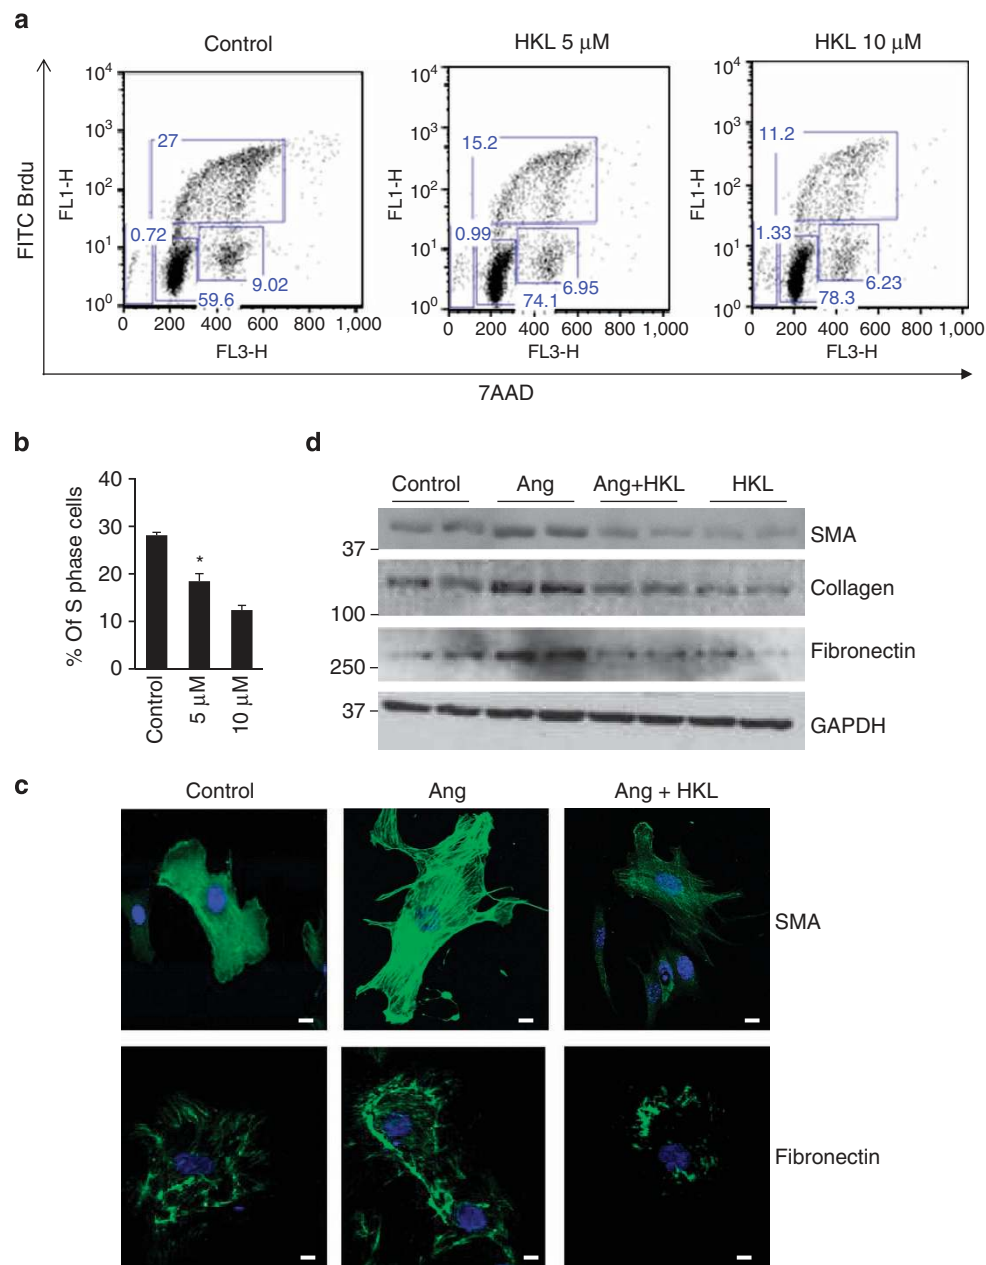 a
Control
HKL 5 μM
HKL 10 μM
FITC Brdu
FL1-H
10⁴
10³
10²
10¹
10⁰
27
0.72
9.02
59.6
0 200 400 600 1,000
FL3-H
FL1-H
10⁴
10³
10²
10¹
10⁰
15.2
0.99
6.95
74.1
0 200 400 600 1,000
FL3-H
FL1-H
10⁴
10³
10²
10¹
10⁰
11.2
1.33
6.23
78.3
0 200 400 600 1,000
FL3-H
7AAD
b
% Of S phase cells
40
30
20
10
0
*
Control
5 μM
10 μM
d
Control Ang Ang+HKL HKL
SMA
37
Collagen
100
Fibronectin
250
37
GAPDH
c
Control Ang Ang + HKL
SMA
Fibronectin